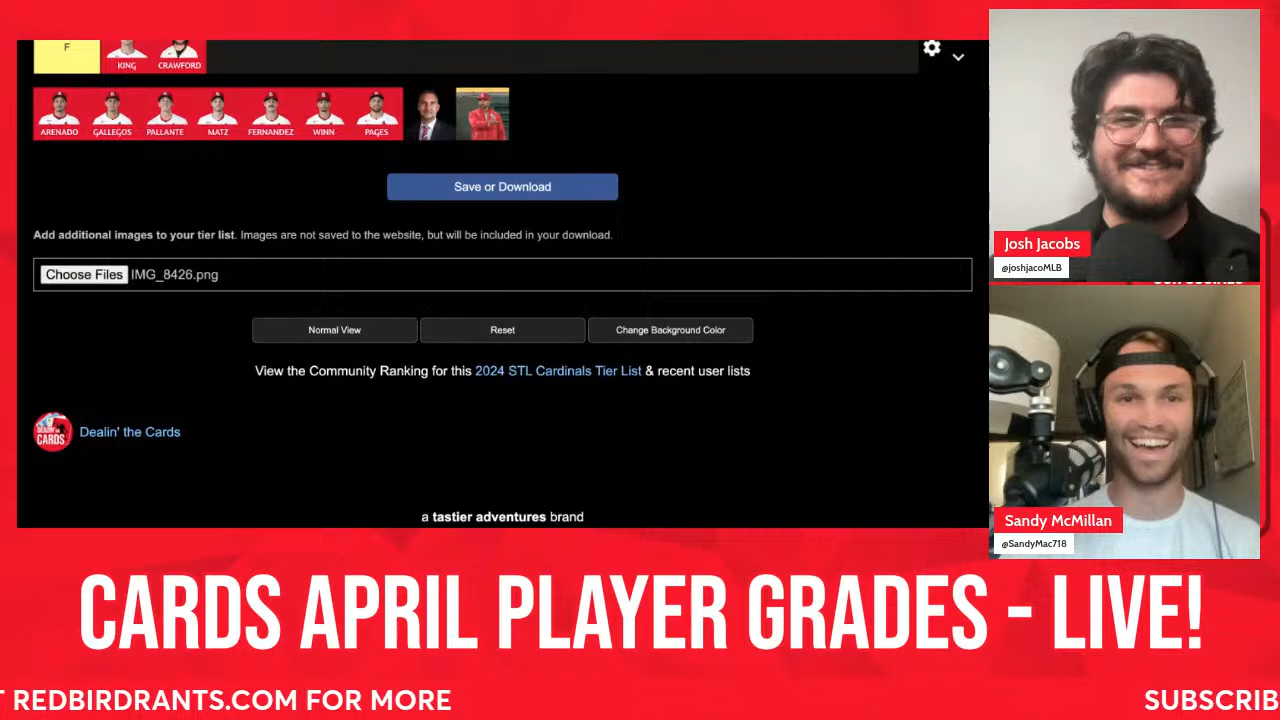 F
KING CRAWFORD
ARENADO GALLEGOS PALLANTE MATZ FERNANDEZ WINN PAGES
Save or Download
Add additional images to your tier list. Images are not saved to the website, but will be included in your download.
Choose Files IMG_8426.png
Normal View Reset Change Background Color
View the Community Ranking for this 2024 STL Cardinals Tier List & recent user lists
DEALIN' THE CARDS
Dealin' the Cards
a tastier adventures brand
Josh Jacobs
@joshjacoMLB
Sandy McMillan
@SandyMac718
CARDS APRIL PLAYER GRADES - LIVE!
T REDBIRDRANTS.COM FOR MORE
SUBSCRIB